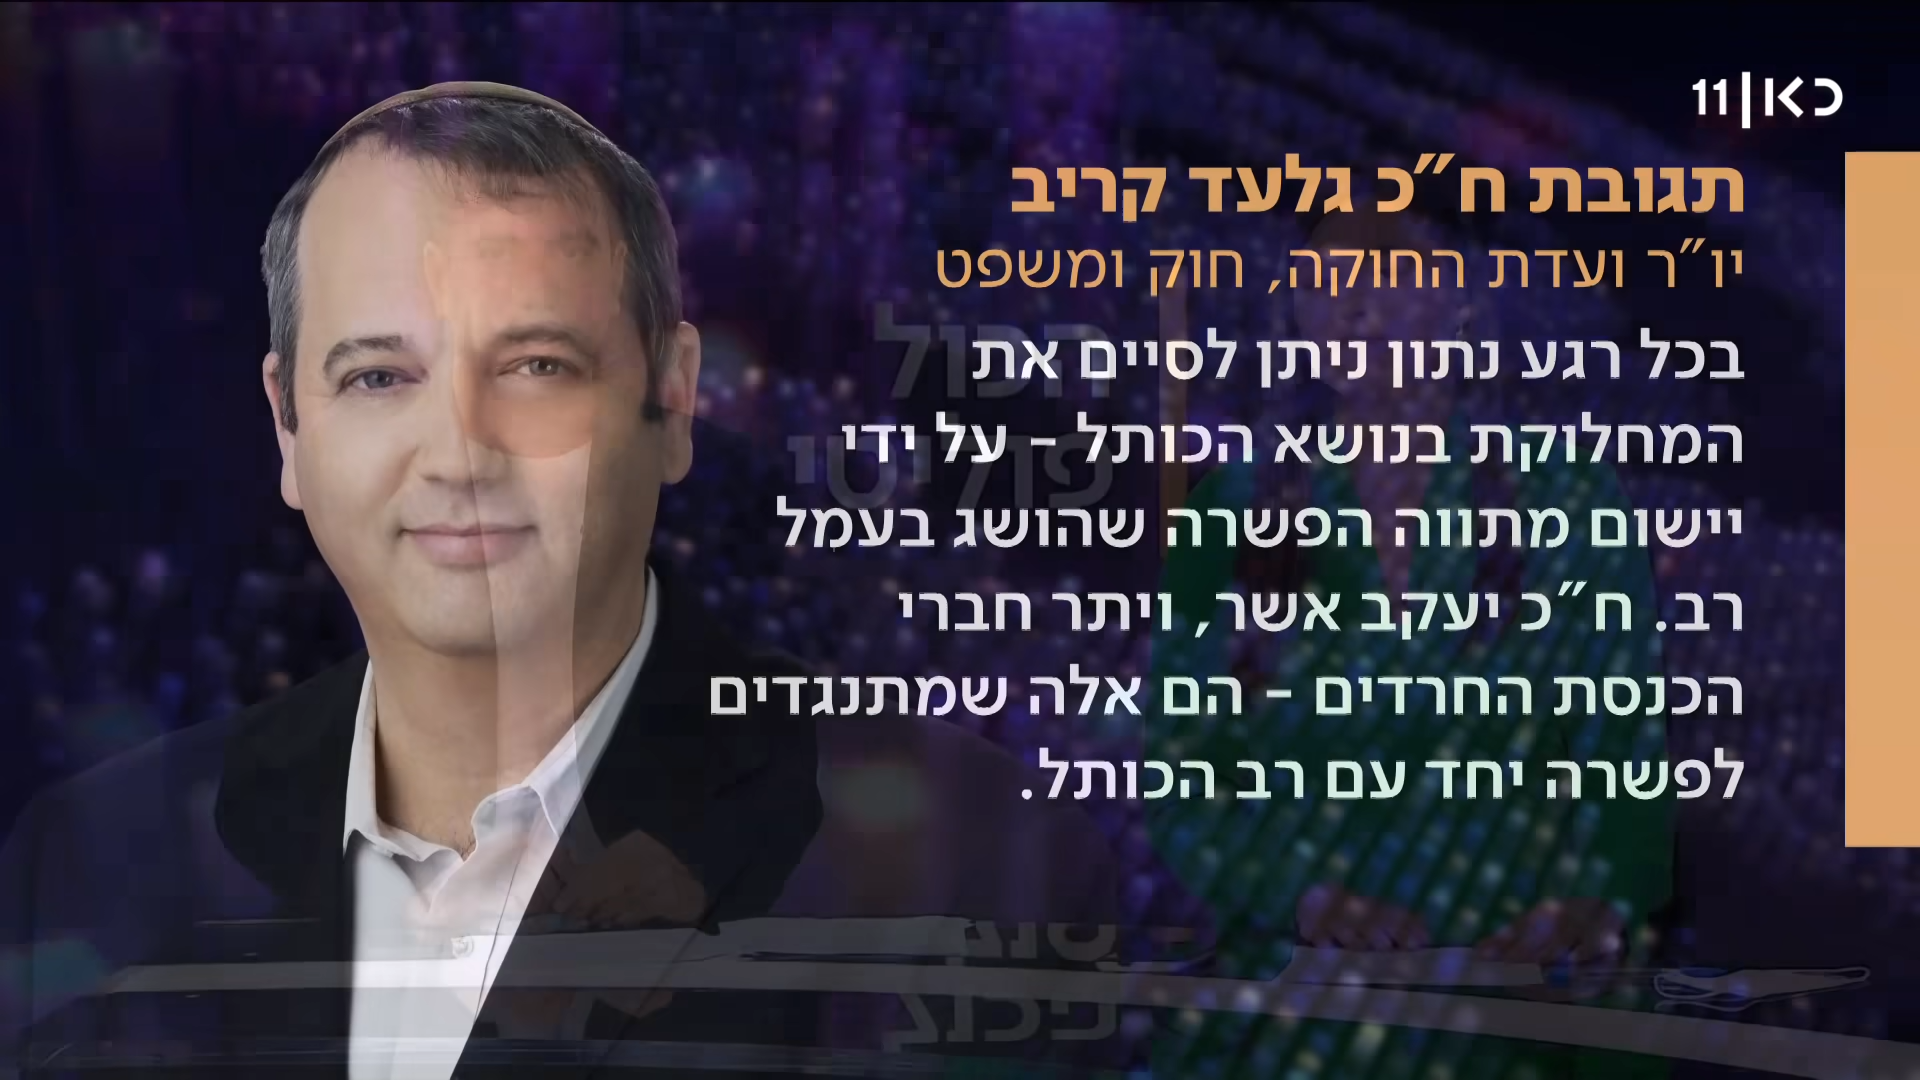 כאן 11
תגובת ח״כ גלעד קריב
יו״ר ועדת החוקה, חוק ומשפט
בכל רגע נתון ניתן לסיים את
המחלוקת בנושא הכותל - על ידי
יישום מתווה הפשרה שהושג בעמל
רב. ח״כ יעקב אשר, ויתר חברי
הכנסת החרדים - הם אלה שמתנגדים
לפשרה יחד עם רב הכותל.
הכול
פוליטי